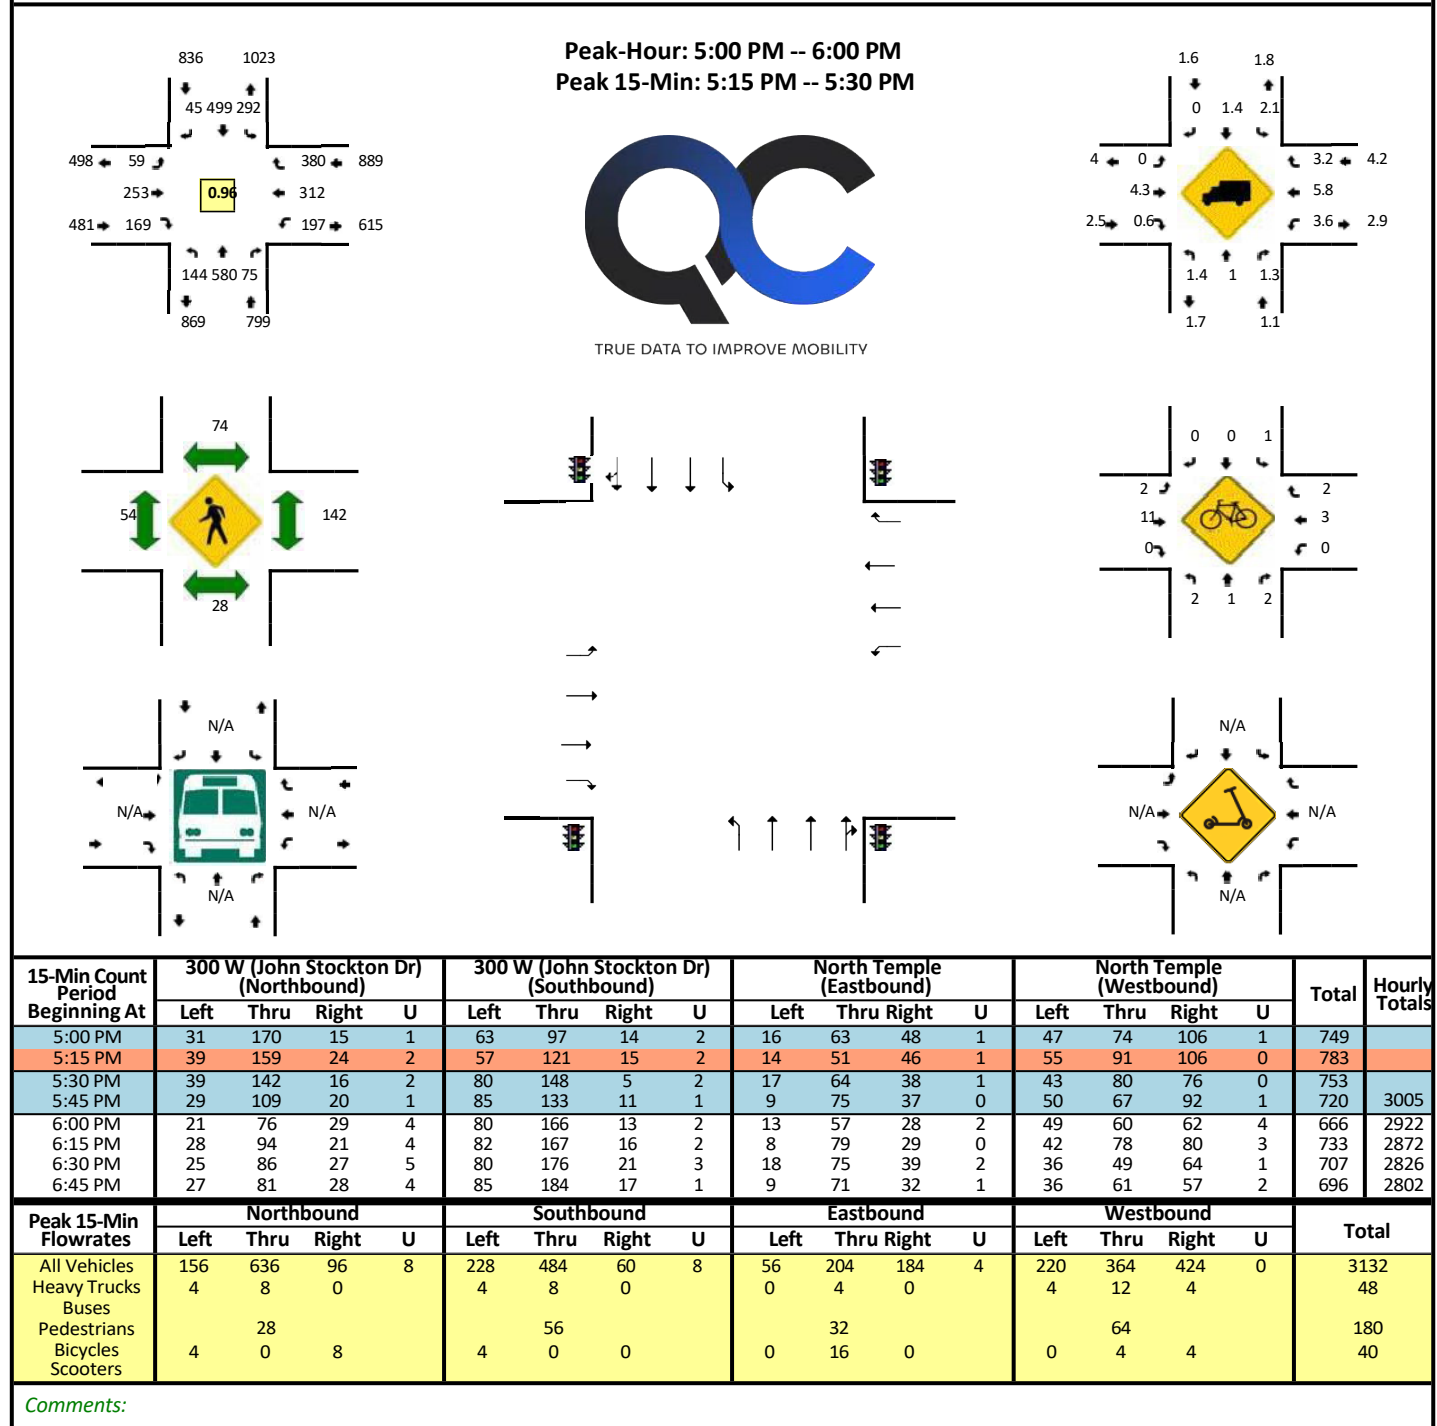 Peak-Hour: 5:00 PM -- 6:00 PM
Peak 15-Min: 5:15 PM -- 5:30 PM
836 1023
45 499 292
498 59 380 889
253 0.96 312
481 169 197 615
144 580 75
869 799
QC
TRUE DATA TO IMPROVE MOBILITY
1.6 1.8
0 1.4 2.1
4 0 3.2 4.2
4.3 5.8
2.5 0.6 3.6 2.9
1.4 1 1.3
1.7 1.1
74
54 142
28
0 0 1
2 2
11 3
0 0
2 1 2
N/A
N/A N/A
N/A
N/A
N/A N/A
N/A
15-Min Count Period Beginning At
300 W (John Stockton Dr) (Northbound)
300 W (John Stockton Dr) (Southbound)
North Temple (Eastbound)
North Temple (Westbound)
Total
Hourly Totals
Left Thru Right U Left Thru Right U Left Thru Right U Left Thru Right U
5:00 PM 31 170 15 1 63 97 14 2 16 63 48 1 47 74 106 1 749
5:15 PM 39 159 24 2 57 121 15 2 14 51 46 1 55 91 106 0 783
5:30 PM 39 142 16 2 80 148 5 2 17 64 38 1 43 80 76 0 753
5:45 PM 29 109 20 1 85 133 11 1 9 75 37 0 50 67 92 1 720 3005
6:00 PM 21 76 29 4 80 166 13 2 13 57 28 2 49 60 62 4 666 2922
6:15 PM 28 94 21 4 82 167 16 2 8 79 29 0 42 78 80 3 733 2872
6:30 PM 25 86 27 5 80 176 21 3 18 75 39 2 36 49 64 1 707 2826
6:45 PM 27 81 28 4 85 184 17 1 9 71 32 1 36 61 57 2 696 2802
Peak 15-Min Flowrates
Northbound Southbound Eastbound Westbound
Total
Left Thru Right U Left Thru Right U Left Thru Right U Left Thru Right U
All Vehicles 156 636 96 8 228 484 60 8 56 204 184 4 220 364 424 0 3132
Heavy Trucks 4 8 0 4 8 0 0 4 0 4 12 4 48
Buses
Pedestrians 28 56 32 64 180
Bicycles 4 0 8 4 0 0 0 16 0 0 4 4 40
Scooters
Comments: